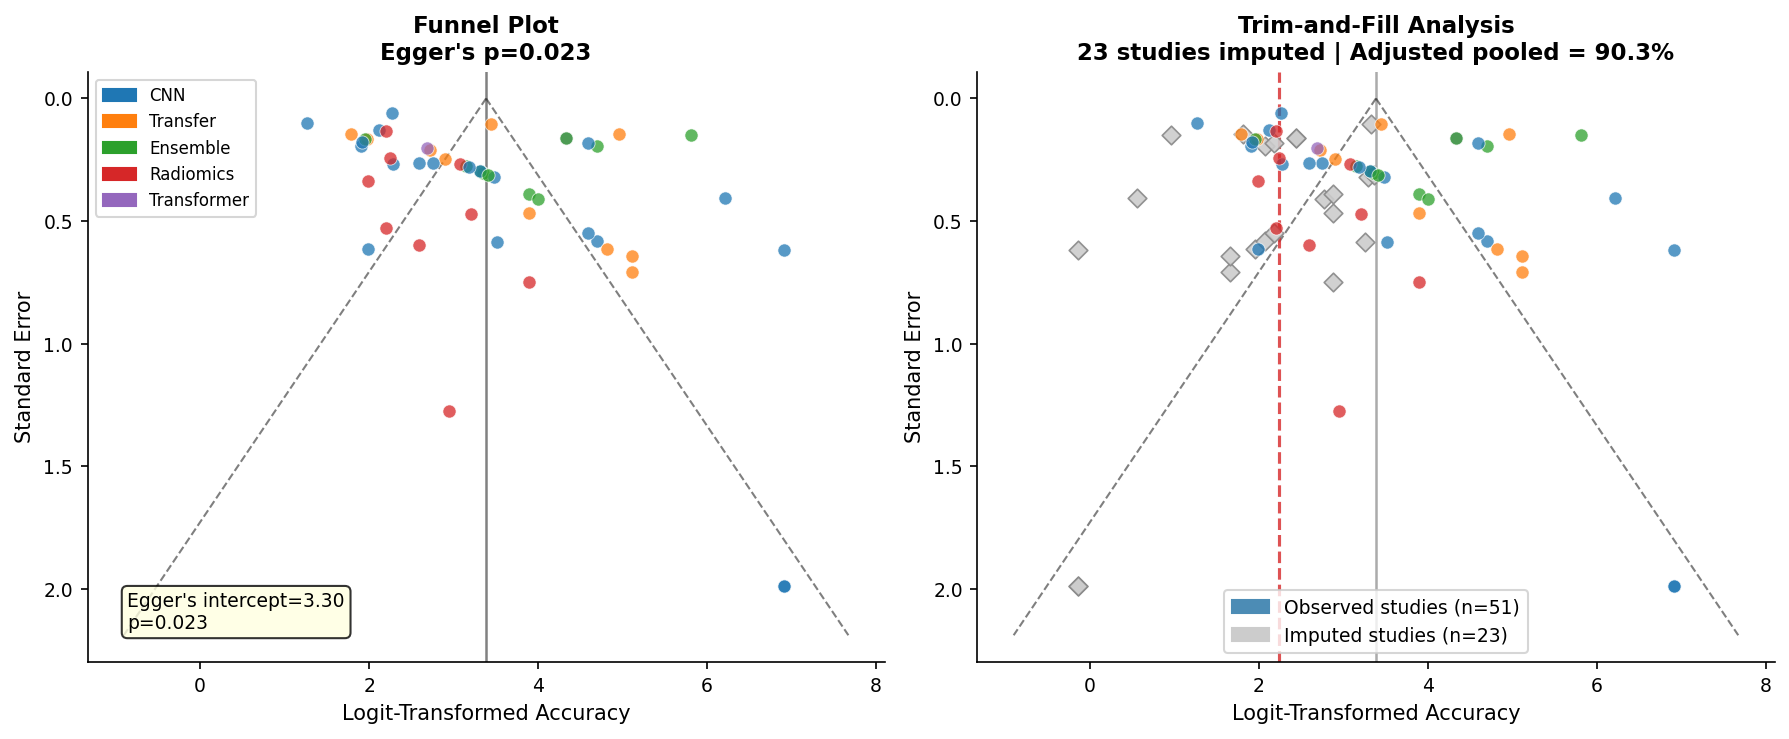 Funnel Plot
Egger's p=0.023
CNN
Transfer
Ensemble
Radiomics
Transformer
0.0
0.5
1.0
1.5
2.0
Standard Error
Egger's intercept=3.30
p=0.023
0 2 4 6 8
Logit-Transformed Accuracy
Trim-and-Fill Analysis
23 studies imputed | Adjusted pooled = 90.3%
0.0
0.5
1.0
1.5
2.0
Standard Error
Observed studies (n=51)
Imputed studies (n=23)
0 2 4 6 8
Logit-Transformed Accuracy